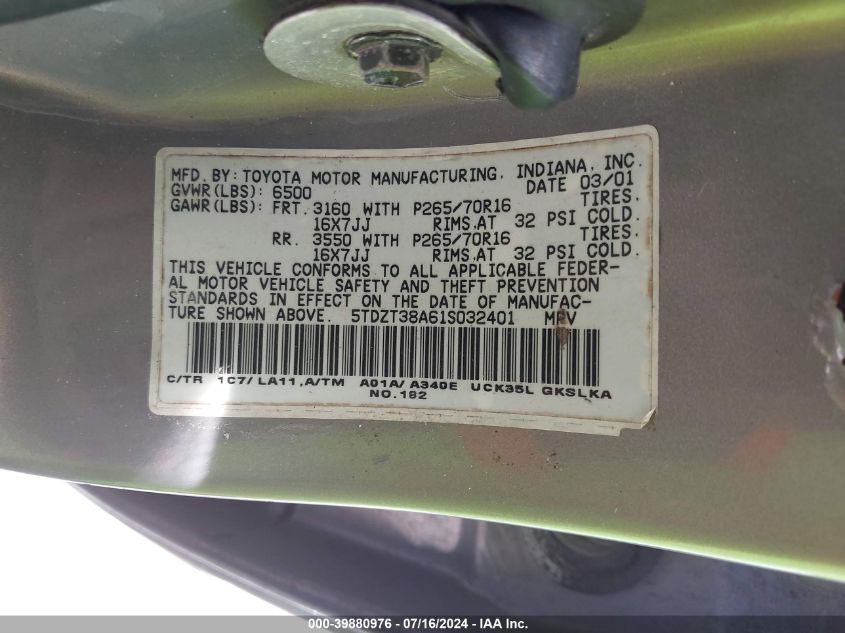 MFD. BY: TOYOTA MOTOR MANUFACTURING, INDIANA, INC.
GVWR(LBS): 6500 DATE 03/01
GAWR(LBS): FRT. 3160 WITH P265/70R16 TIRES.
16X7JJ RIMS.AT 32 PSI COLD.
RR. 3550 WITH P265/70R16 TIRES.
16X7JJ RIMS.AT 32 PSI COLD.
THIS VEHICLE CONFORMS TO ALL APPLICABLE FEDER-
AL MOTOR VEHICLE SAFETY AND THEFT PREVENTION
STANDARDS IN EFFECT ON THE DATE OF MANUFAC-
TURE SHOWN ABOVE. 5TDZT38A61S032401 MPV
C/TR 1C7/LA11,A/TM A01A/A340E UCK35L GKSLKA
NO.182
000-39880976 - 07/16/2024 - IAA Inc.